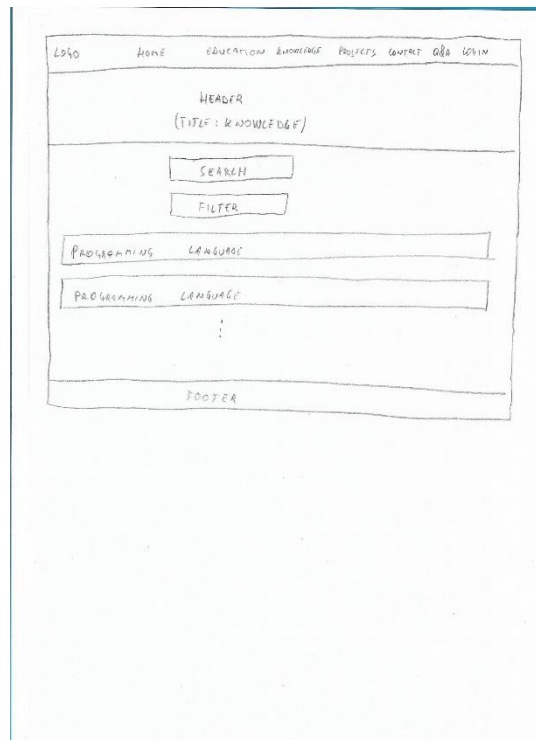 LOGO HOME EDUCATION KNOWLEDGE PROJECTS CONTACT Q&A LOGIN
HEADER
(TITLE: KNOWLEDGE)
SEARCH
FILTER
PROGRAMMING LANGUAGE
PROGRAMMING LANGUAGE
FOOTER